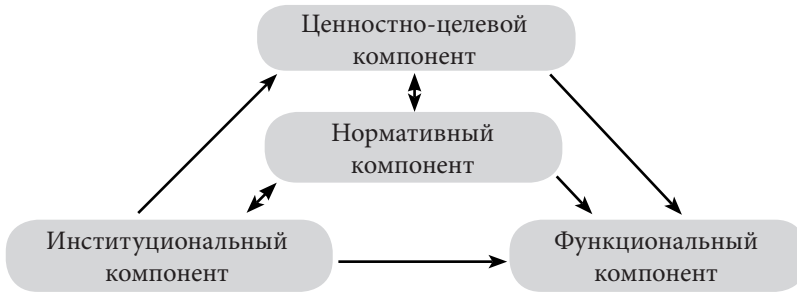 Ценностно-целевой
компонент
Нормативный
компонент
Институциональный
компонент
Функциональный
компонент